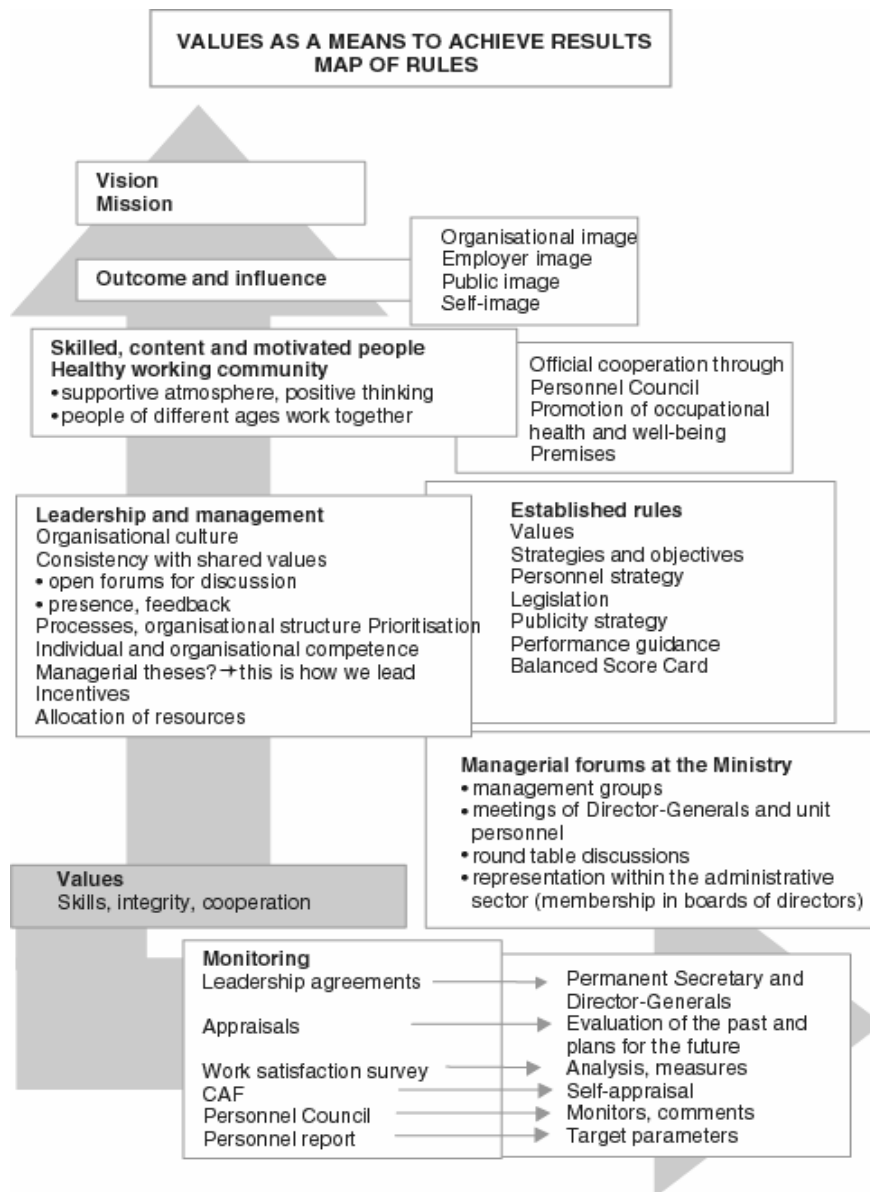 VALUES AS A MEANS TO ACHIEVE RESULTS
MAP OF RULES
Vision
Mission
Outcome and influence
Organisational image
Employer image
Public image
Self-image
Skilled, content and motivated people
Healthy working community
• supportive atmosphere, positive thinking
• people of different ages work together
Official cooperation through
Personnel Council
Promotion of occupational
health and well-being
Premises
Leadership and management
Organisational culture
Consistency with shared values
• open forums for discussion
• presence, feedback
Processes, organisational structure Prioritisation
Individual and organisational competence
Managerial theses?→this is how we lead
Incentives
Allocation of resources
Established rules
Values
Strategies and objectives
Personnel strategy
Legislation
Publicity strategy
Performance guidance
Balanced Score Card
Managerial forums at the Ministry
• management groups
• meetings of Director-Generals and unit
personnel
• round table discussions
• representation within the administrative
sector (membership in boards of directors)
Values
Skills, integrity, cooperation
Monitoring
Leadership agreements
Appraisals
Work satisfaction survey
CAF
Personnel Council
Personnel report
Permanent Secretary and
Director-Generals
Evaluation of the past and
plans for the future
Analysis, measures
Self-appraisal
Monitors, comments
Target parameters